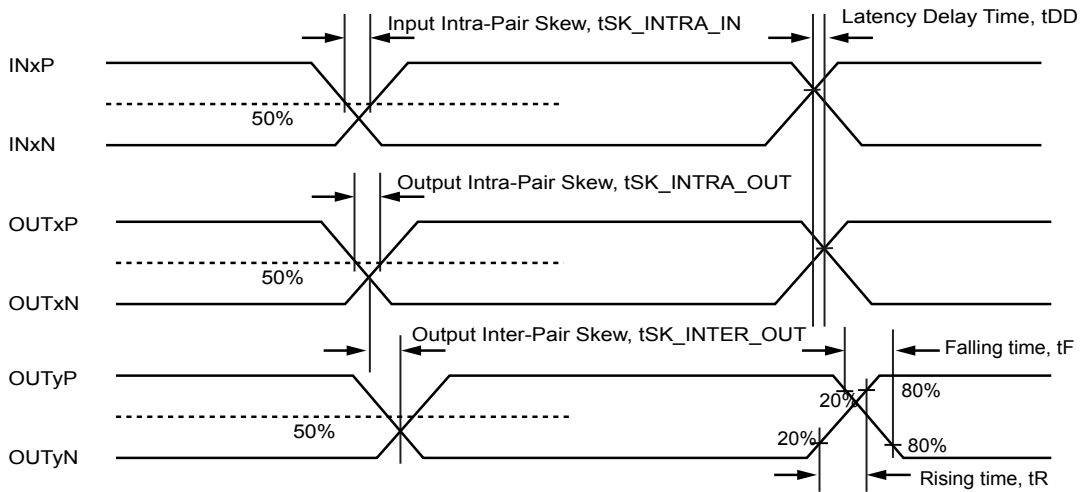 Input Intra-Pair Skew, tSK_INTRA_IN
Latency Delay Time, tDD
INxP
50%
INxN
Output Intra-Pair Skew, tSK_INTRA_OUT
OUTxP
50%
OUTxN
Output Inter-Pair Skew, tSK_INTER_OUT
Falling time, tF
OUTyP
20%
80%
50%
20%
80%
OUTyN
Rising time, tR